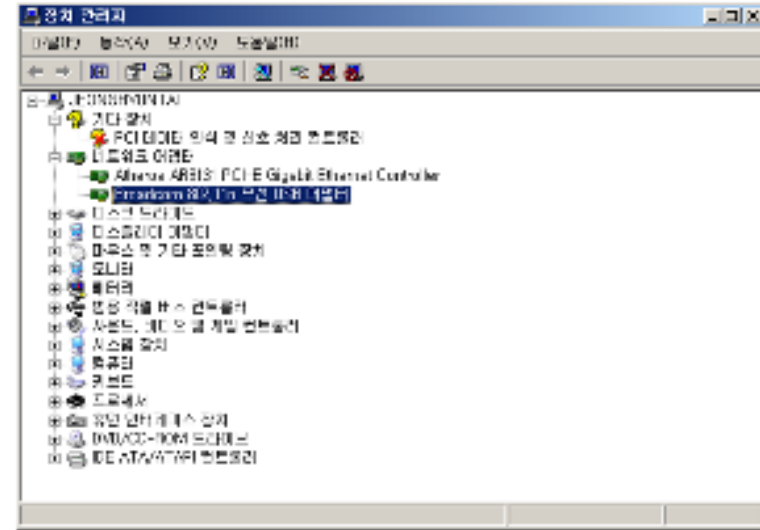 장치 관리자
파일(F) 동작(A) 보기(V) 도움말(H)
기타 장치
PCI 데이터 인식 및 신호 처리 컨트롤러
네트워크 어댑터
Atheros AR8131 PCI-E Gigabit Ethernet Controller
Broadcom 802.11n 무선 USB 어댑터
디스크 드라이브
디스플레이 어댑터
마우스 및 기타 포인팅 장치
모니터
배터리
범용 직렬 버스 컨트롤러
사운드, 비디오 및 게임 컨트롤러
시스템 장치
컴퓨터
키보드
프로세서
휴먼 인터페이스 장치
DVD/CD-ROM 드라이브
IDE ATA/ATAPI 컨트롤러